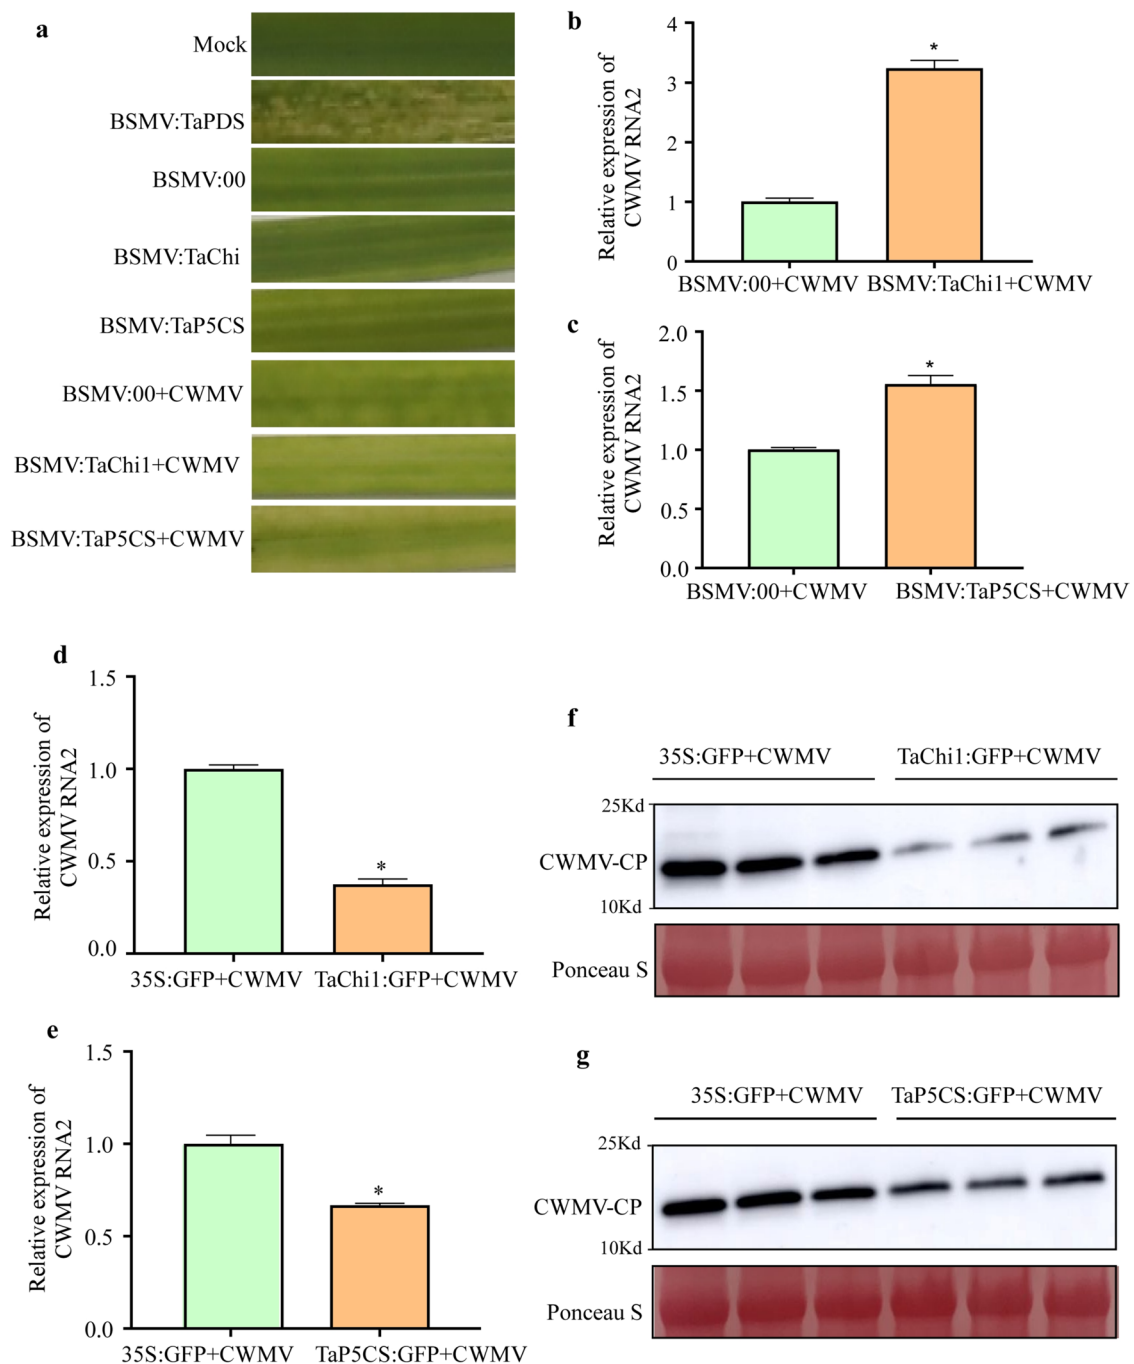 a
Mock
BSMV:TaPDS
BSMV:00
BSMV:TaChi
BSMV:TaP5CS
BSMV:00+CWMV
BSMV:TaChi1+CWMV
BSMV:TaP5CS+CWMV
b
Relative expression of
CWMV RNA2
4
3
2
1
0
*
BSMV:00+CWMV BSMV:TaChi1+CWMV
c
Relative expression of
CWMV RNA2
2.0
1.5
1.0
0.5
0.0
*
BSMV:00+CWMV BSMV:TaP5CS+CWMV
d
Relative expression of
CWMV RNA2
1.5
1.0
0.5
0.0
*
35S:GFP+CWMV TaChi1:GFP+CWMV
e
Relative expression of
CWMV RNA2
1.5
1.0
0.5
0.0
*
35S:GFP+CWMV TaP5CS:GFP+CWMV
f
35S:GFP+CWMV TaChi1:GFP+CWMV
25Kd
CWMV-CP
10Kd
Ponceau S
g
35S:GFP+CWMV TaP5CS:GFP+CWMV
25Kd
CWMV-CP
10Kd
Ponceau S